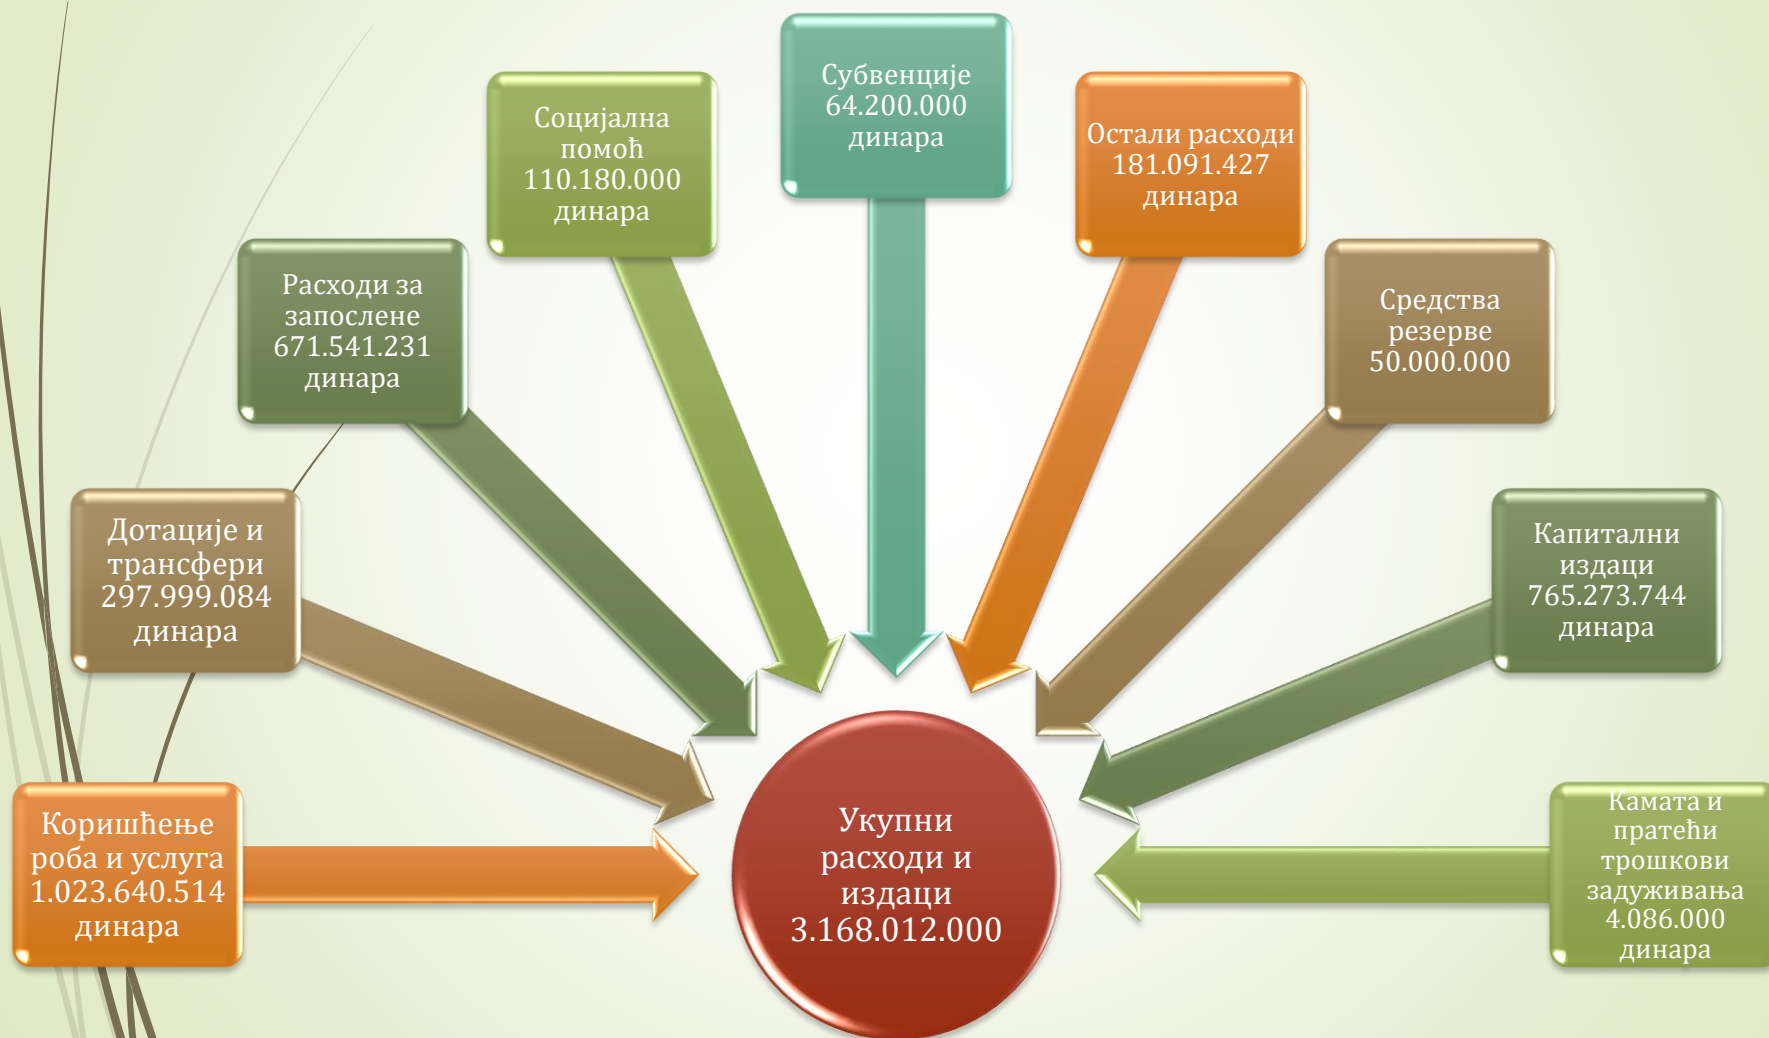 Субвенције
64.200.000
динара
Социјална
помоћ
110.180.000
динара
Остали расходи
181.091.427
динара
Расходи за
запослене
671.541.231
динара
Средства
резерве
50.000.000
Дотације и
трансфери
297.999.084
динара
Капитални
издаци
765.273.744
динара
Коришћење
роба и услуга
1.023.640.514
динара
Укупни
расходи и
издаци
3.168.012.000
Камата и
пратећи
трошкови
задуживања
4.086.000
динара